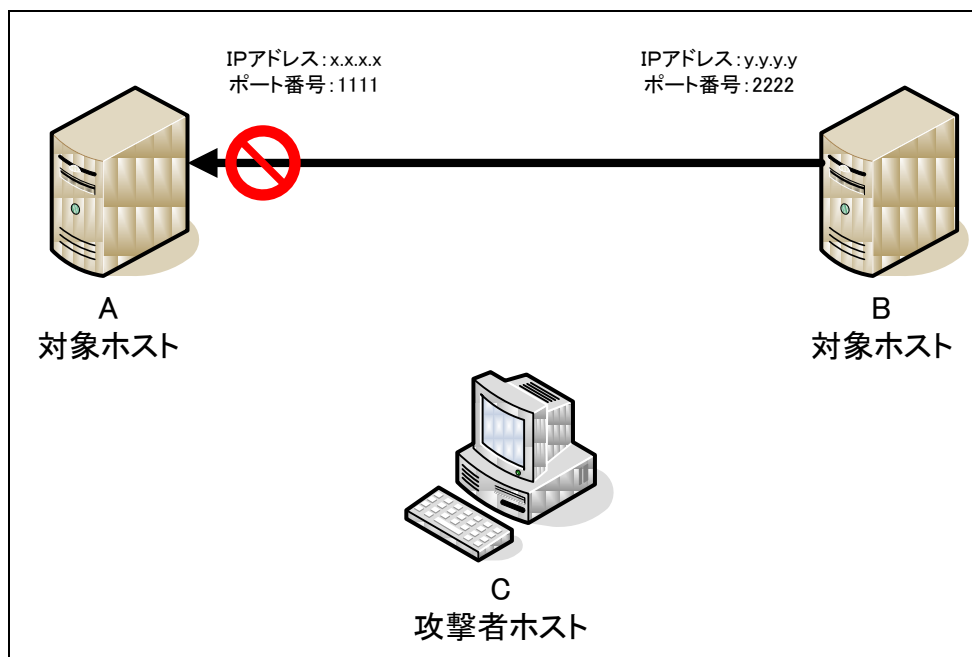 IPアドレス：x.x.x.x
ポート番号：1111
IPアドレス：y.y.y.y
ポート番号：2222
A
対象ホスト
B
対象ホスト
C
攻撃者ホスト